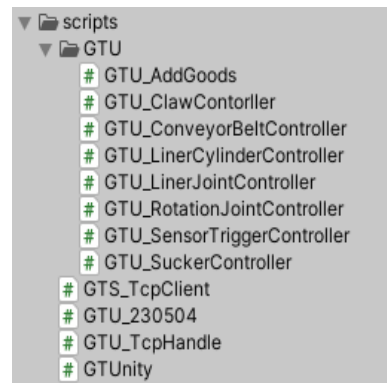 scripts
GTU
GTU_AddGoods
GTU_ClawContorller
GTU_ConveyorBeltController
GTU_LinerCylinderController
GTU_LinerJointController
GTU_RotationJointController
GTU_SensorTriggerController
GTU_SuckerController
GTS_TcpClient
GTU_230504
GTU_TcpHandle
GTUnity